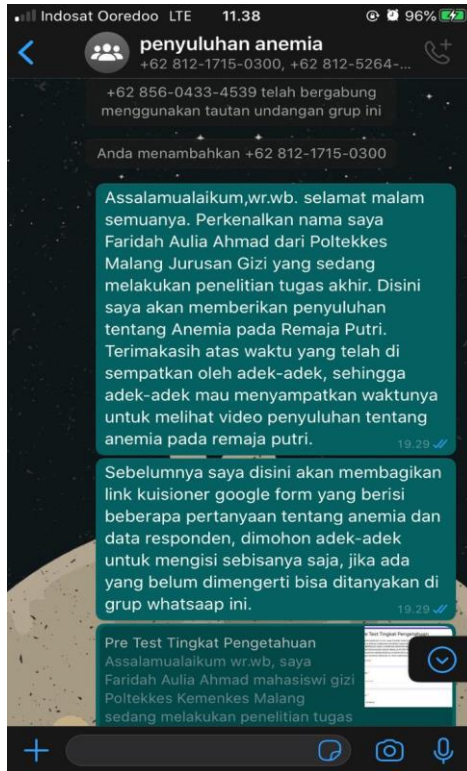 Indosat Ooredoo LTE 11.38 96%
penyuluhan anemia
+62 812-1715-0300, +62 812-5264-...
+62 856-0433-4539 telah bergabung
menggunakan tautan undangan grup ini
Anda menambahkan +62 812-1715-0300
Assalamualaikum,wr.wb. selamat malam
semuanya. Perkenalkan nama saya
Faridah Aulia Ahmad dari Poltekkes
Malang Jurusan Gizi yang sedang
melakukan penelitian tugas akhir. Disini
saya akan memberikan penyuluhan
tentang Anemia pada Remaja Putri.
Terimakasih atas waktu yang telah di
sempatkan oleh adek-adek, sehingga
adek-adek mau menyampatkan waktunya
untuk melihat video penyuluhan tentang
anemia pada remaja putri.
19.29
Sebelumnya saya disini akan membagikan
link kuisioner google form yang berisi
beberapa pertanyaan tentang anemia dan
data responden, dimohon adek-adek
untuk mengisi sebisanya saja, jika ada
yang belum dimengerti bisa ditanyakan di
grup whatsaap ini.
19.29
Pre Test Tingkat Pengetahuan
Assalamualaikum wr.wb, saya
Faridah Aulia Ahmad mahasiswi gizi
Poltekkes Kemenkes Malang
sedang melakukan penelitian tugas